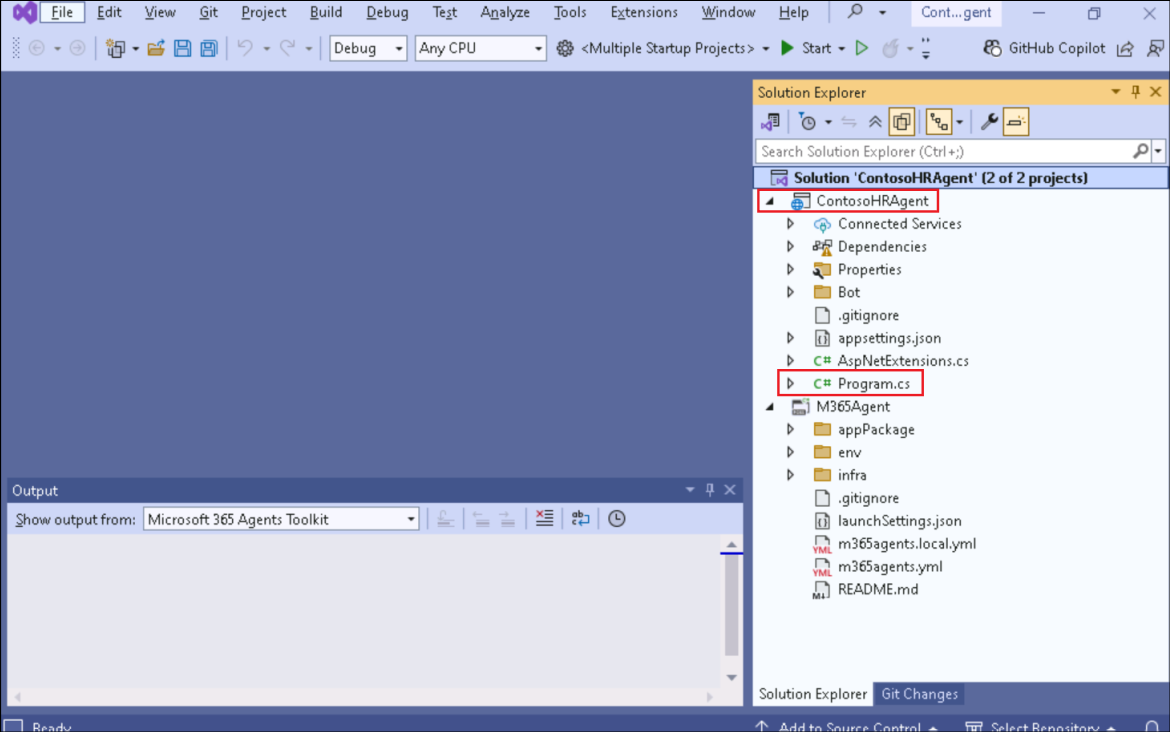 File Edit View Git Project Build Debug Test Analyze Tools Extensions Window Help Cont...gent
Debug Any CPU <Multiple Startup Projects> Start GitHub Copilot
Solution Explorer
Search Solution Explorer (Ctrl+;)
Solution 'ContosoHRAgent' (2 of 2 projects)
ContosoHRAgent
Connected Services
Dependencies
Properties
Bot
.gitignore
appsettings.json
C# AspNetExtensions.cs
C# Program.cs
M365Agent
appPackage
env
infra
.gitignore
launchSettings.json
YML m365agents.local.yml
YML m365agents.yml
M↓ README.md
Solution Explorer Git Changes
Output
Show output from: Microsoft 365 Agents Toolkit
Ready Add to Source Control Select Repository